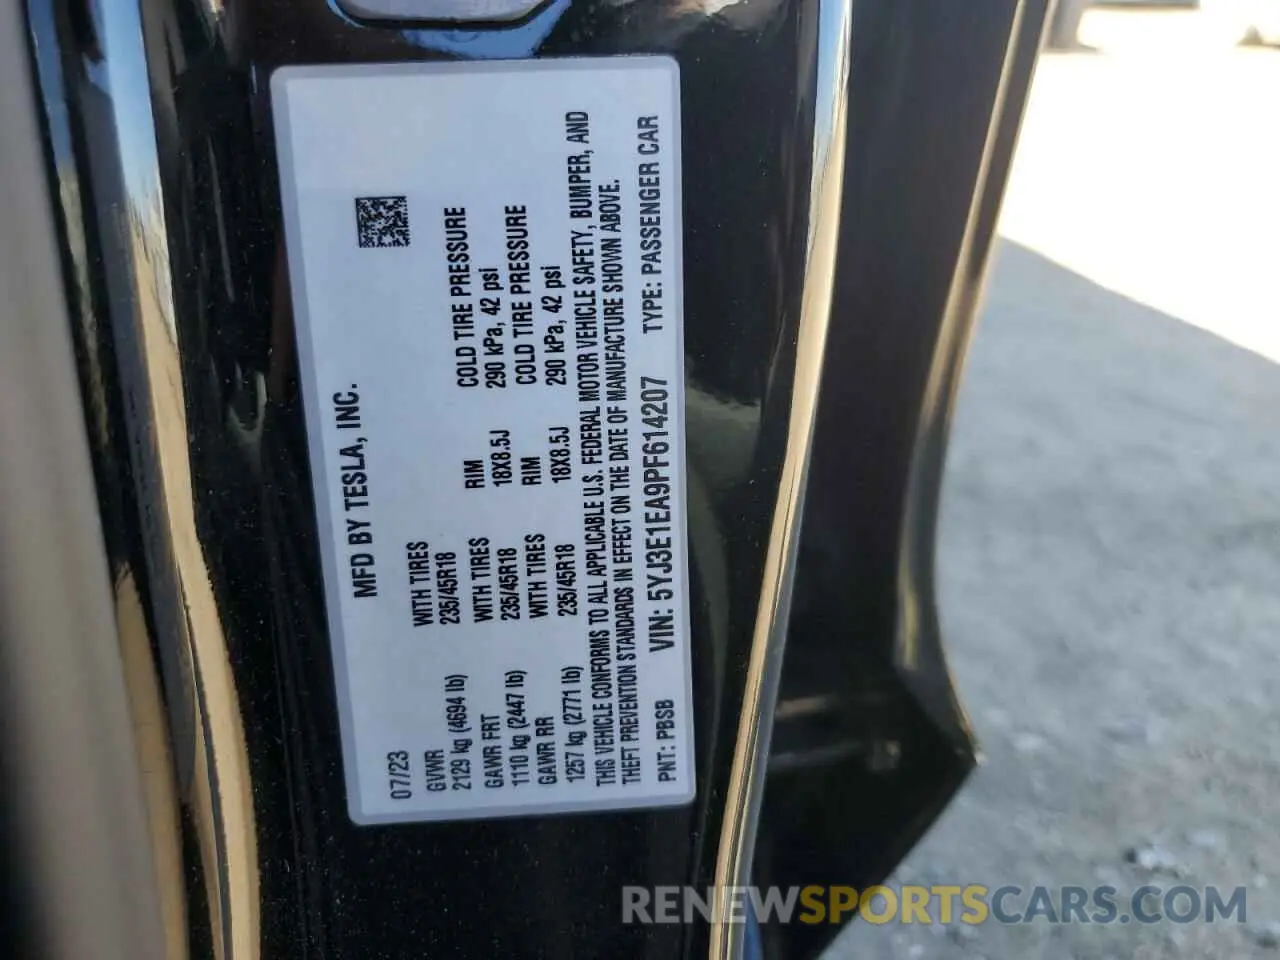 MFD BY TESLA, INC.
07/23
GVWR WITH TIRES RIM COLD TIRE PRESSURE
2129 kg (4694 lb) 235/45R18 18X8.5J 290 kPa, 42 psi
GAWR FRT WITH TIRES RIM COLD TIRE PRESSURE
1110 kg (2447 lb) 235/45R18 18X8.5J 290 kPa, 42 psi
GAWR RR WITH TIRES
1257 kg (2771 lb) 235/45R18
THIS VEHICLE CONFORMS TO ALL APPLICABLE U.S. FEDERAL MOTOR VEHICLE SAFETY, BUMPER, AND
THEFT PREVENTION STANDARDS IN EFFECT ON THE DATE OF MANUFACTURE SHOWN ABOVE.
PNT: PBSB VIN: 5YJ3E1EA9PF614207 TYPE: PASSENGER CAR
RENEWSPORTSCARS.COM